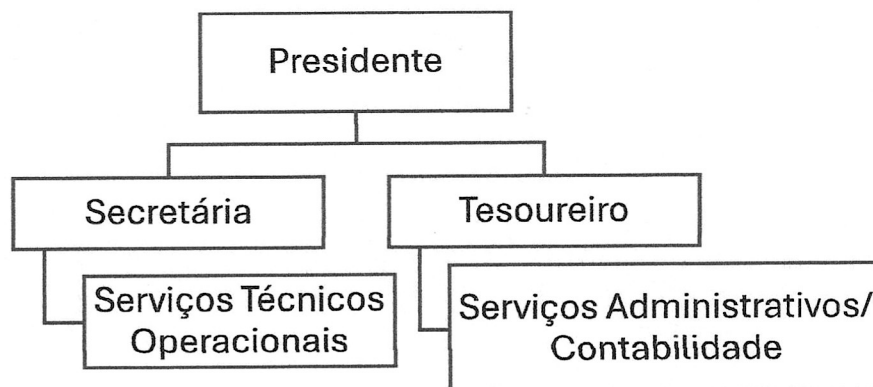 Presidente
Secretária
Tesoureiro
Serviços Técnicos
Operacionais
Serviços Administrativos/
Contabilidade